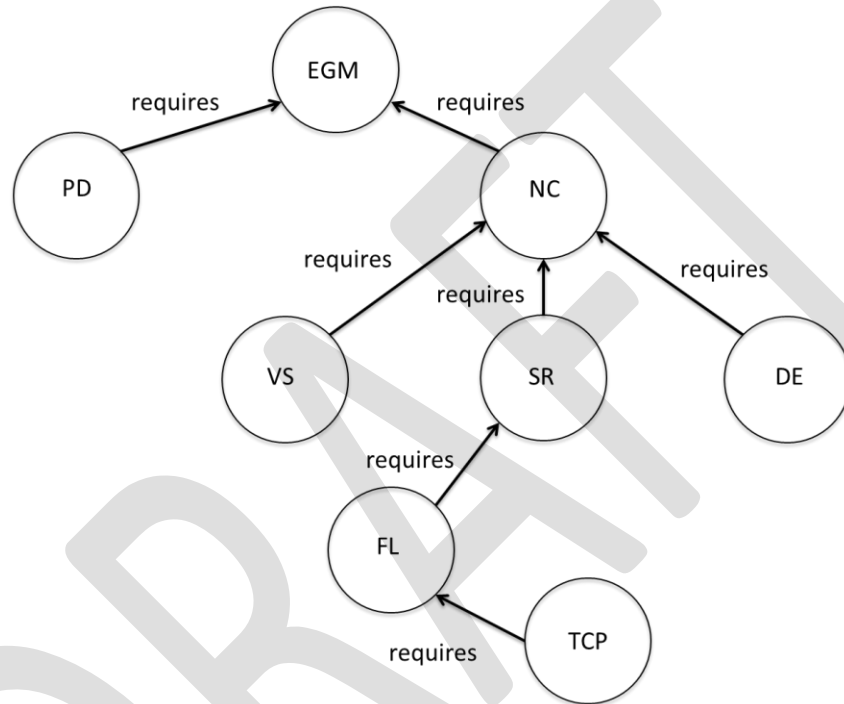 EGM
requires
requires
PD
NC
requires
requires
requires
VS
SR
DE
requires
FL
requires
TCP
DRAFT